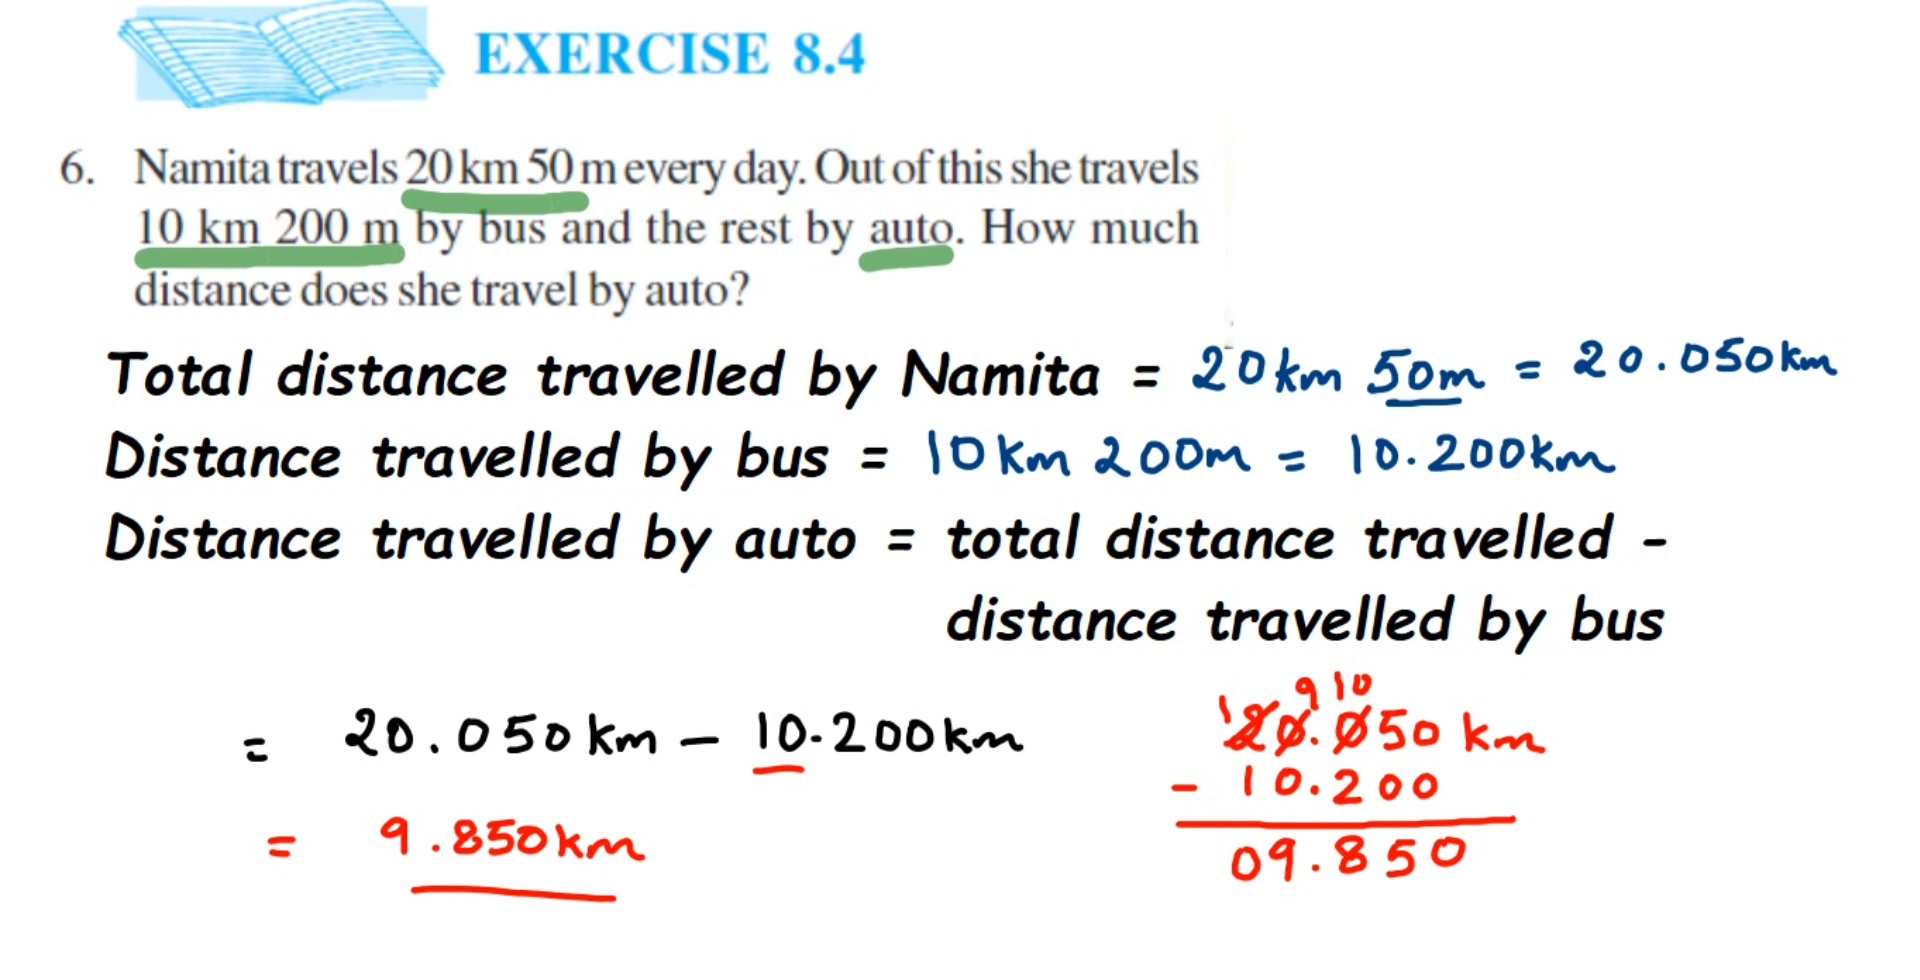 EXERCISE 8.4
6. Namita travels 20 km 50 m every day. Out of this she travels
10 km 200 m by bus and the rest by auto. How much
distance does she travel by auto?
Total distance travelled by Namita = 20km 50m = 20.050km
Distance travelled by bus = 10km 200m = 10.200km
Distance travelled by auto = total distance travelled -
distance travelled by bus
= 20.050km - 10.200km
= 9.850km
1 9 10
20.050 km
- 10.200
09.850